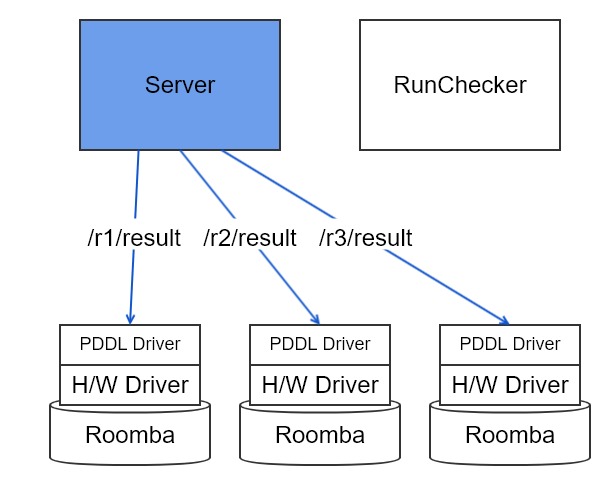 Server
RunChecker
/r1/result
/r2/result
/r3/result
PDDL Driver
PDDL Driver
PDDL Driver
H/W Driver
H/W Driver
H/W Driver
Roomba
Roomba
Roomba